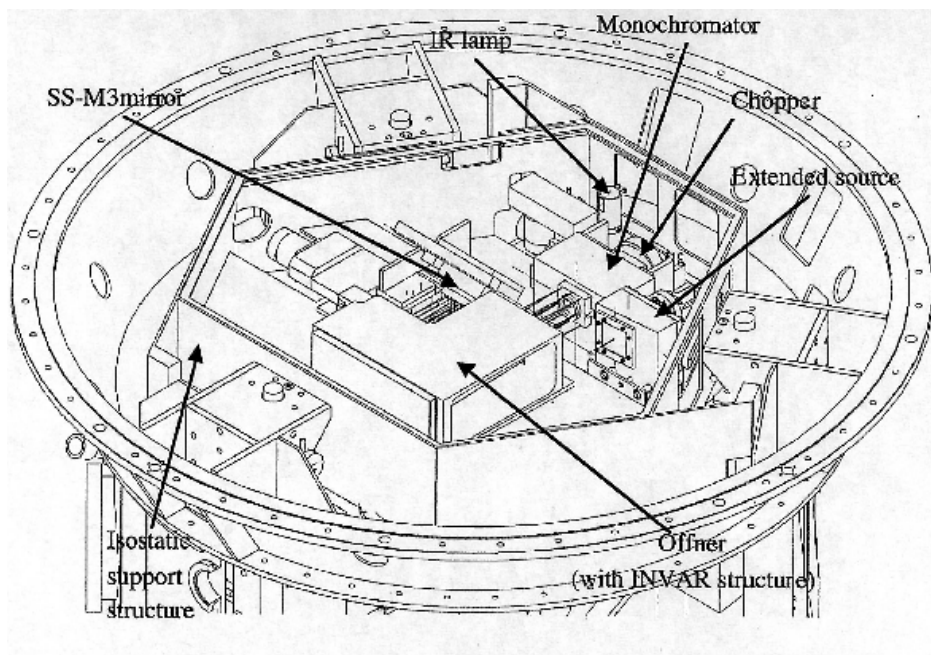 Monochromator
IR lamp
SS-M3mirror
Chopper
Extended source
Isostatic
support
structure
Offner
(with INVAR structure)